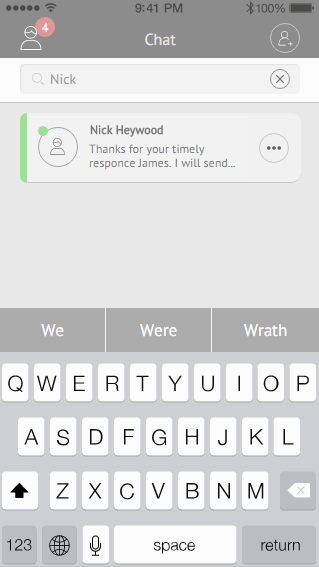 9:41 PM 100%
4
Chat
Nick
Nick Heywood
Thanks for your timely
responce James. I will send...
We Were Wrath
Q W E R T Y U I O P
A S D F G H J K L
Z X C V B N M
123 space return